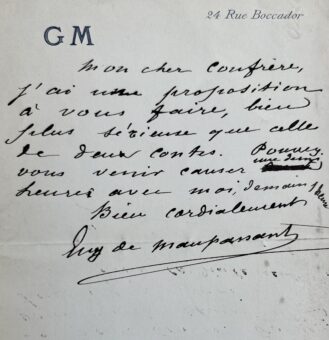 24 Rue Boccador
GM
Mon cher confrère,
j'ai une proposition
à vous faire, bien
plus sérieuse que celle
de deux contes. Pouvez
vous venir causer une demi
heure avec moi, demain
Bien cordialement
Guy de Maupassant